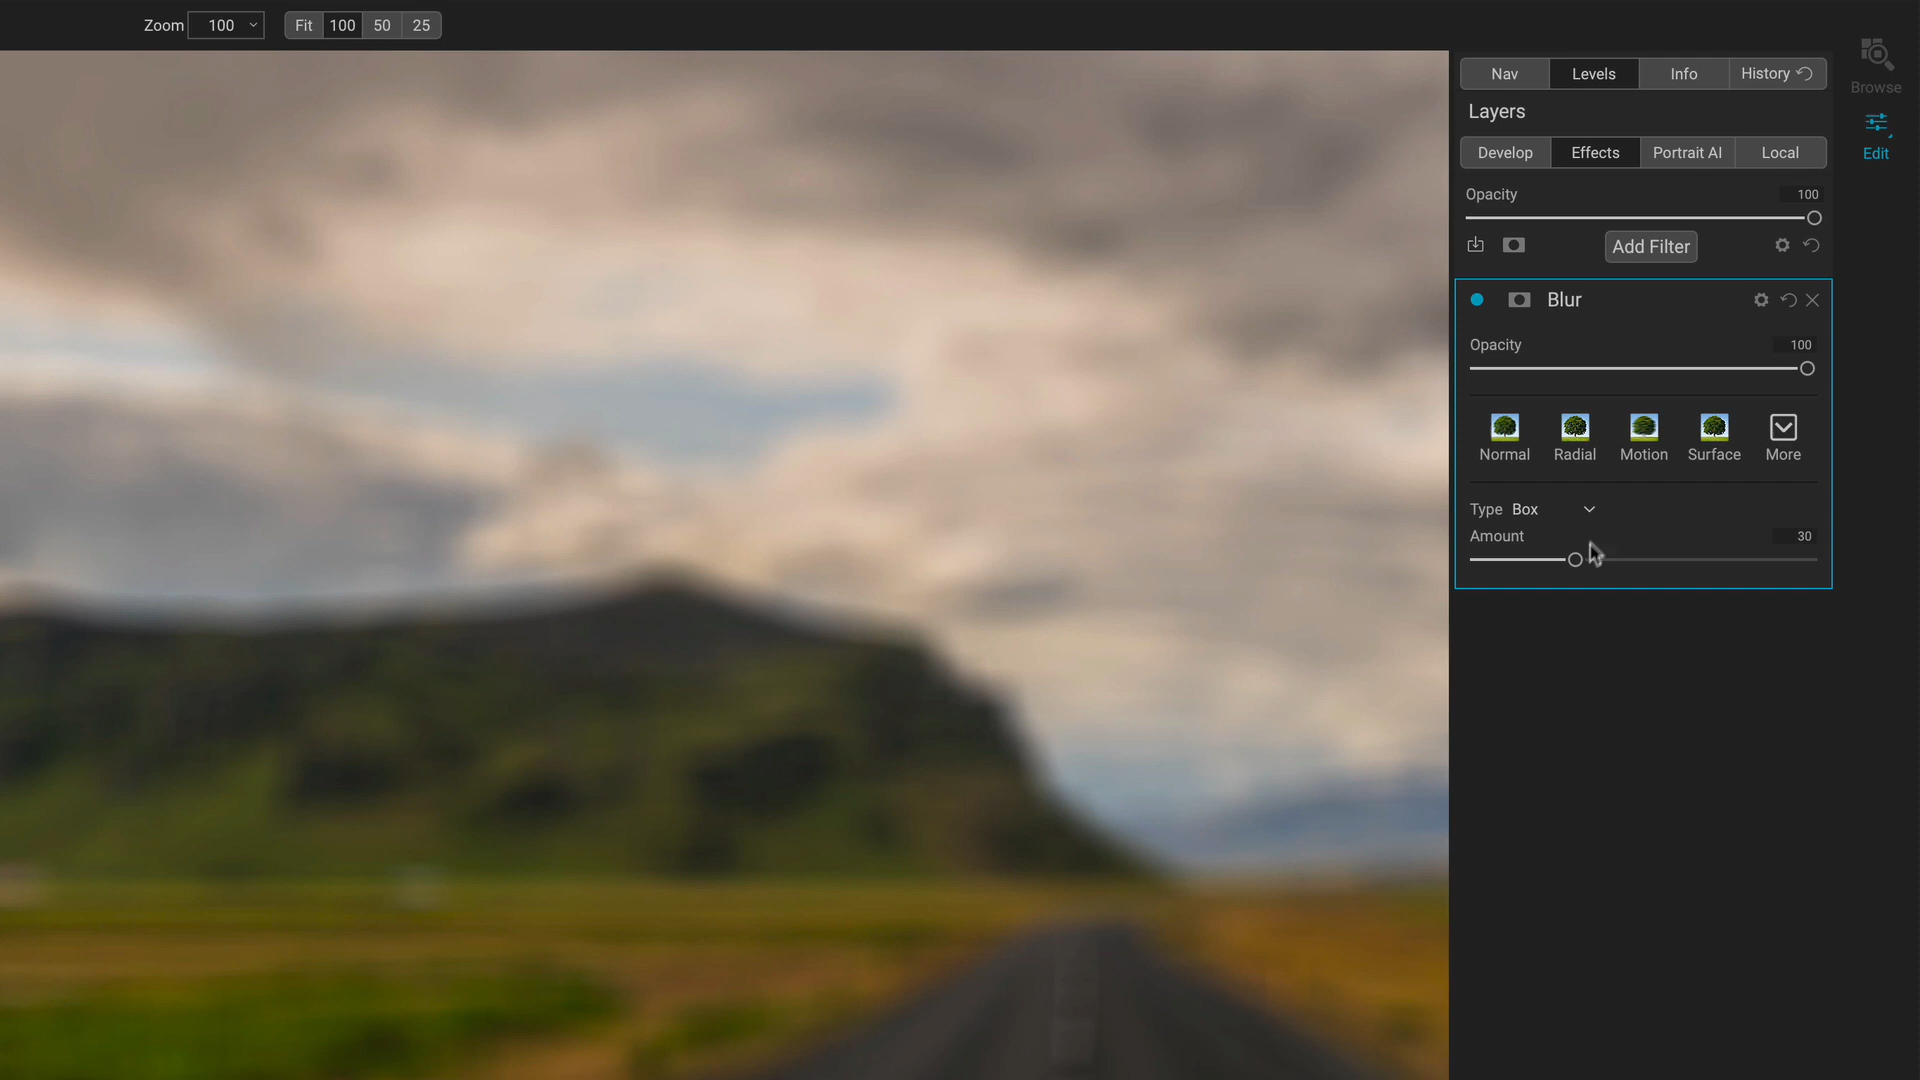 Zoom 100 Fit 100 50 25
Nav Levels Info History
Browse
Layers
Edit
Develop Effects Portrait AI Local
Opacity 100
Add Filter
Blur
Opacity 100
Normal Radial Motion Surface More
Type Box
Amount 30